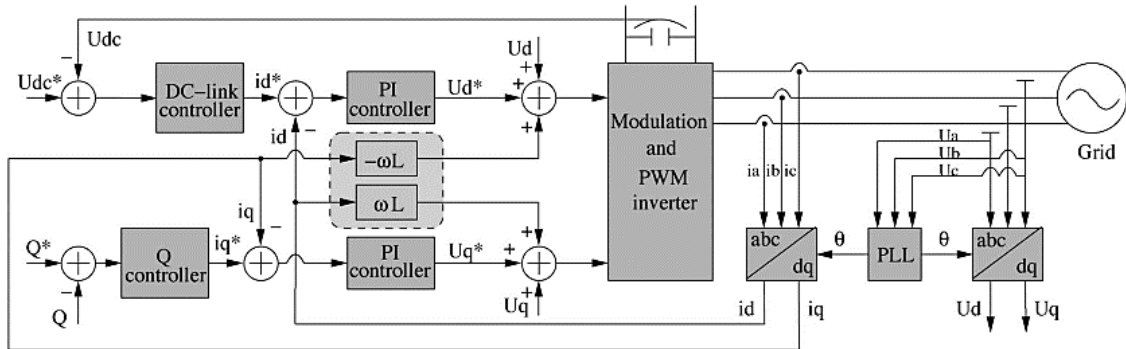 −
Udc
Udc*
DC−link
controller
id*
PI
controller
Ud*
Ud
+
+
+
id
−
−ωL
ωL
Modulation
and
PWM
inverter
ia
ib
ic
Ua
Ub
Uc
Grid
Q*
−
Q
Q
controller
iq*
iq
−
PI
controller
Uq*
+
+
+
Uq
abc
dq
θ
PLL
θ
abc
dq
id
iq
Ud
Uq